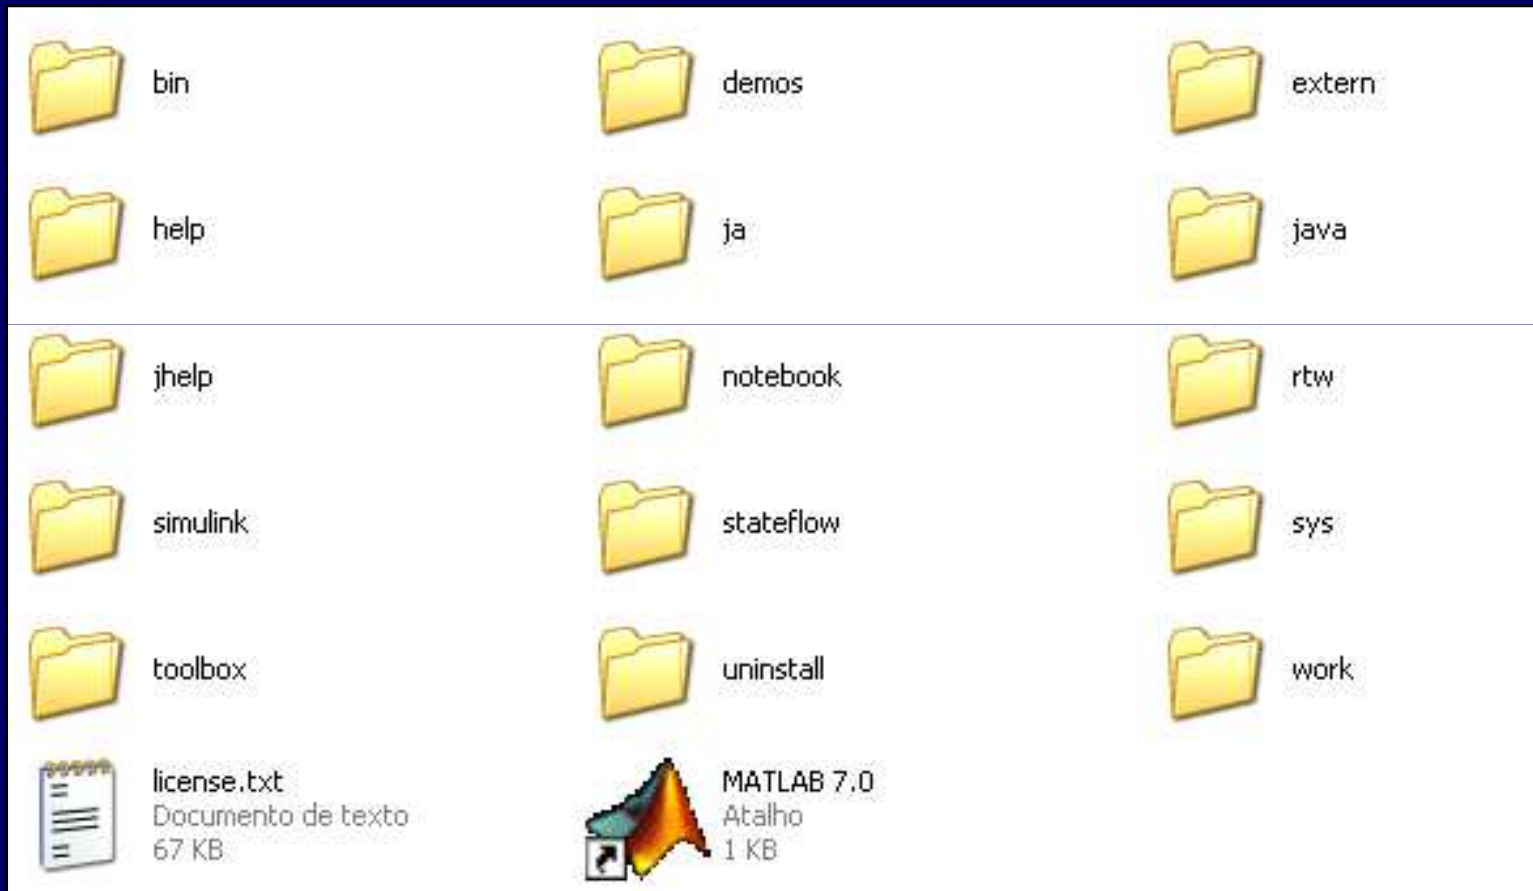 bin
demos
extern
help
ja
java
jhelp
notebook
rtw
simulink
stateflow
sys
toolbox
uninstall
work
license.txt
Documento de texto
67 KB
MATLAB 7.0
Atalho
1 KB